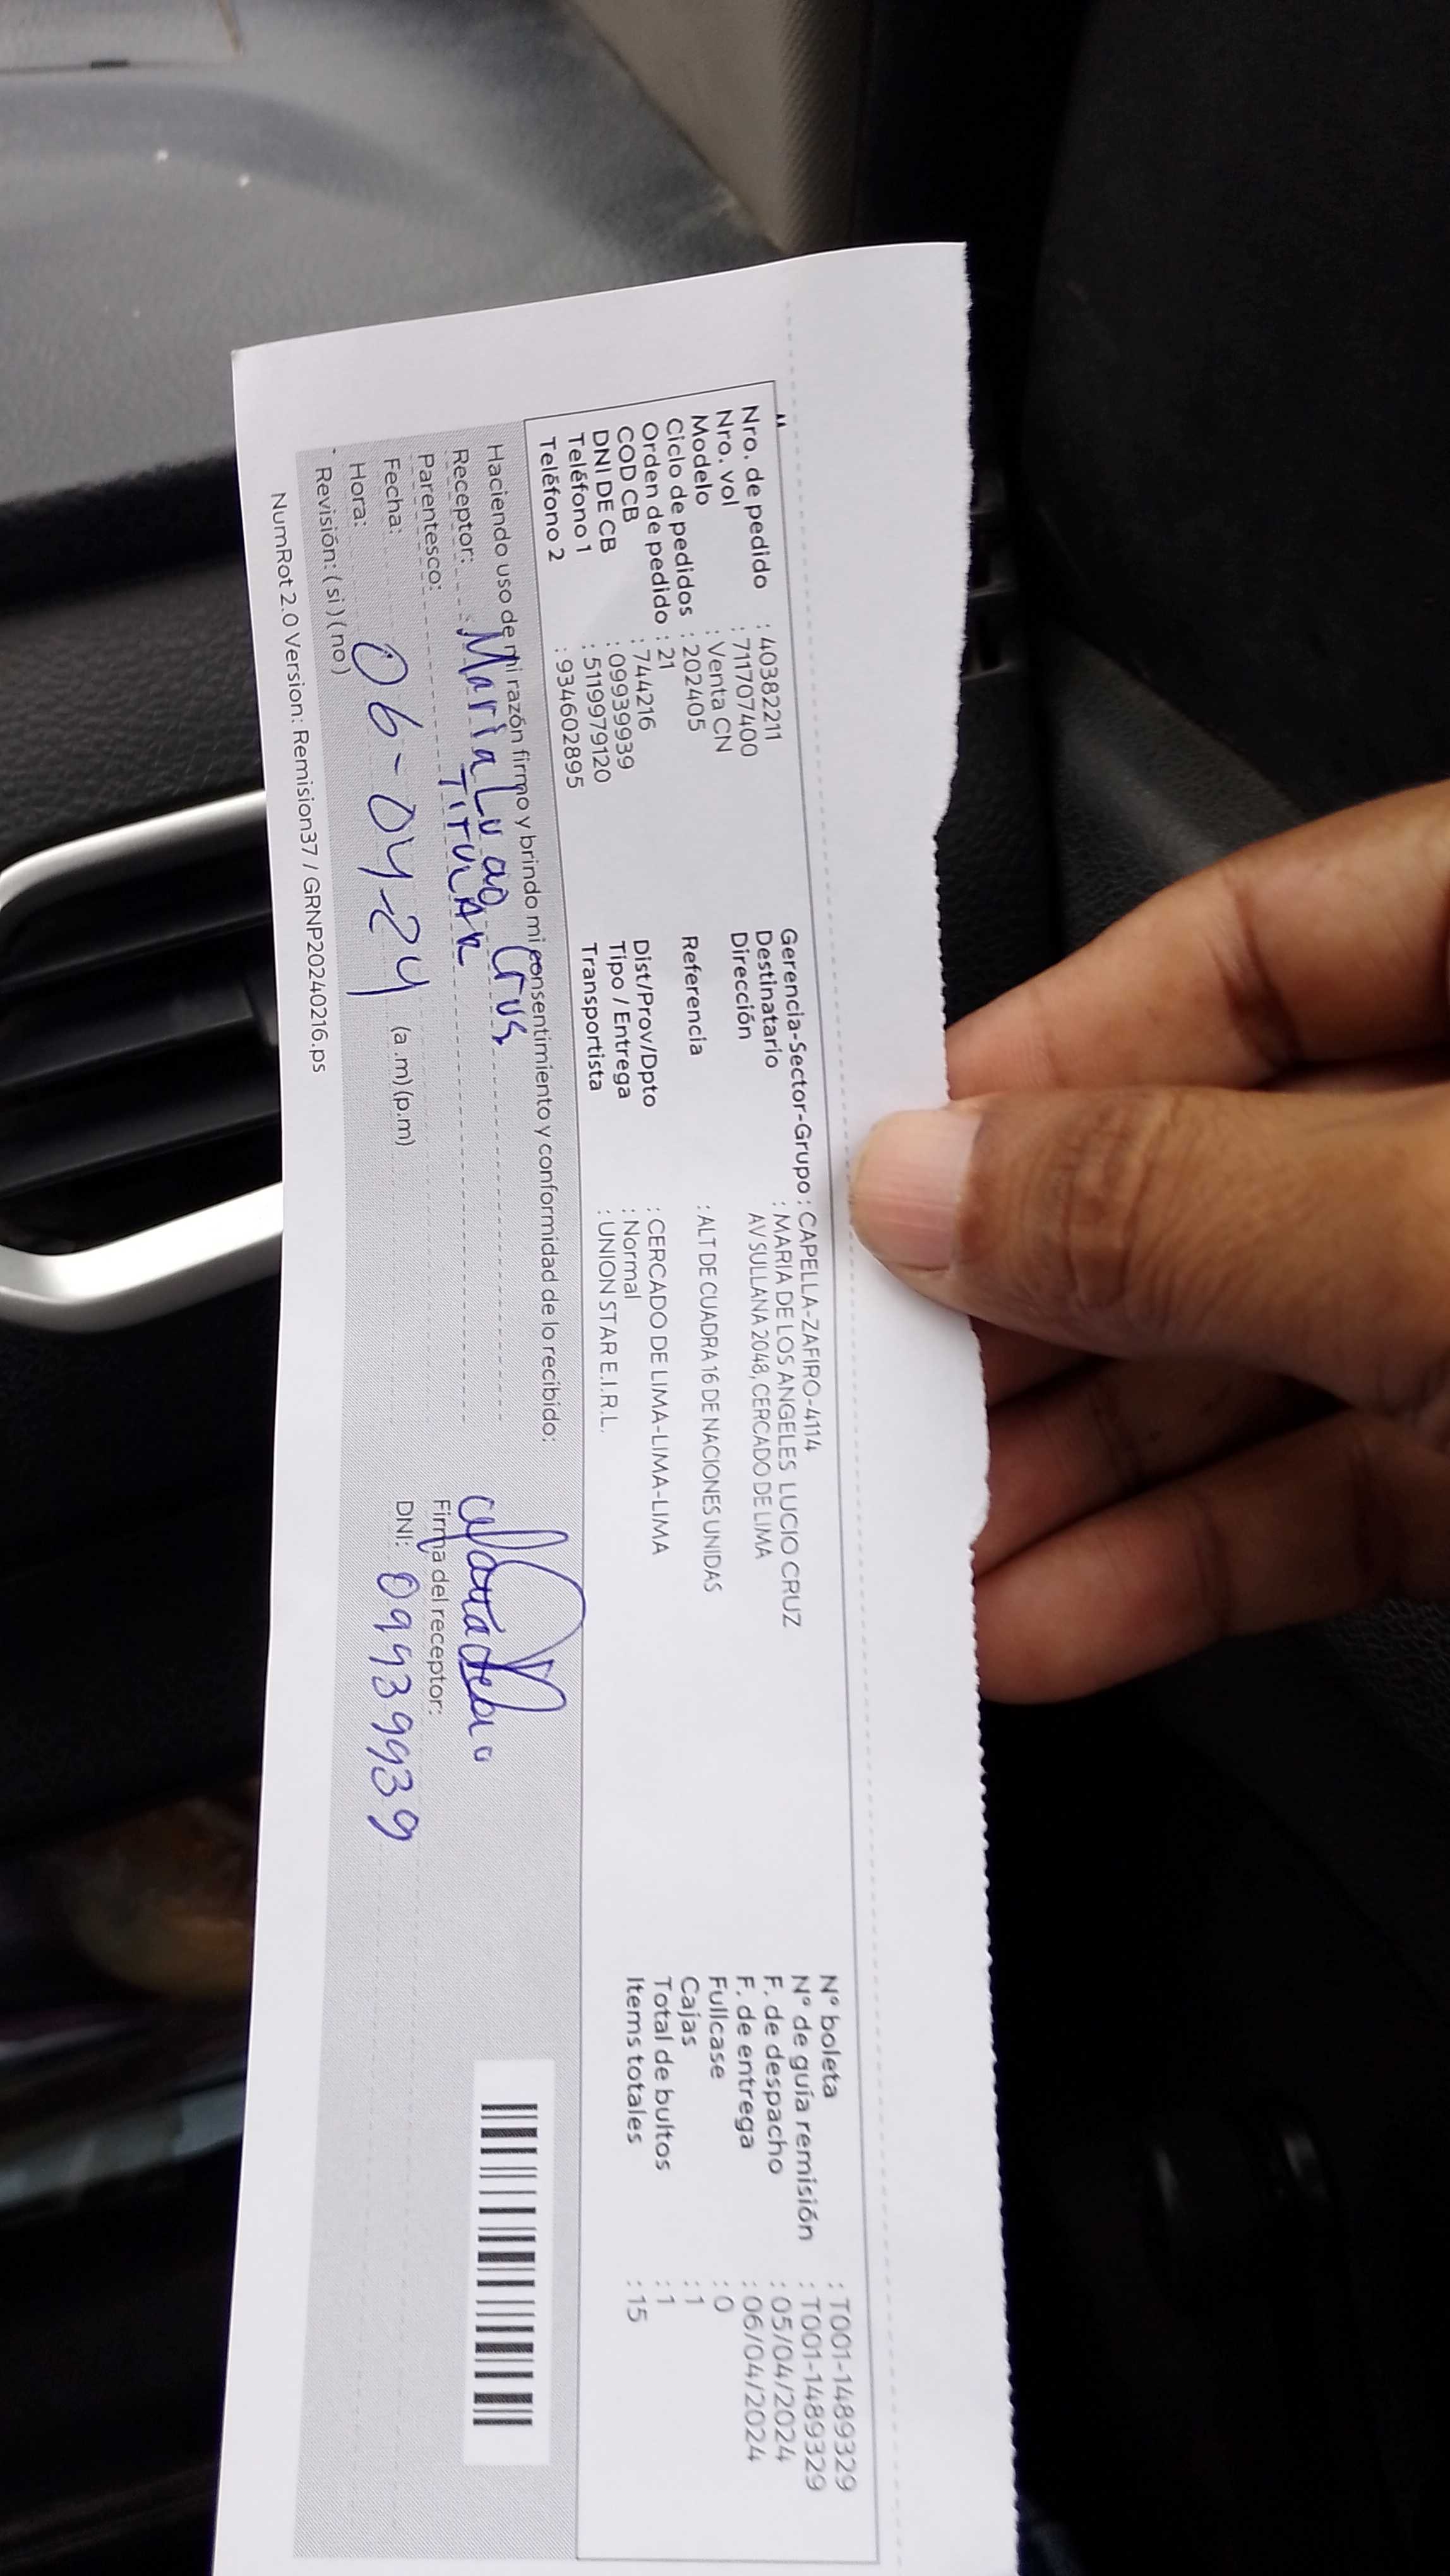 Nro. de pedido : 40382211
Nro. vol : 711707400
Modelo : Venta CN
Ciclo de pedidos : 202405
Orden de pedido : 21
COD CB : 744216
DNI DE CB : 09939939
Teléfono 1 : 5119979120
Teléfono 2 : 934602895
Gerencia-Sector-Grupo : CAPELLA-ZAFIRO-4114
Destinatario : MARIA DE LOS ANGELES LUCIO CRUZ
Dirección AV SULLANA 2048, CERCADO DE LIMA
Referencia : ALT DE CUADRA 16 DE NACIONES UNIDAS
Dist/Prov/Dpto : CERCADO DE LIMA-LIMA-LIMA
Tipo / Entrega : Normal
Transportista : UNION STAR E.I.R.L.
N° boleta : T001-1489329
N° de guía remisión : T001-1489329
F. de despacho : 05/04/2024
F. de entrega : 06/04/2024
Fullcase : 0
Cajas : 1
Total de bultos : 1
Items totales : 15
Haciendo uso de mi razón firmo y brindo mi consentimiento y conformidad de lo recibido:
Receptor: Maria Crus
Parentesco: TITULAR
Fecha: 06-04-24
Hora: (a.m)(p.m)
Revisión: (si)(no)
Firma del receptor:
DNI: 09939939
NumRot 2.0 Version: Remision37 / GRNP20240216.ps